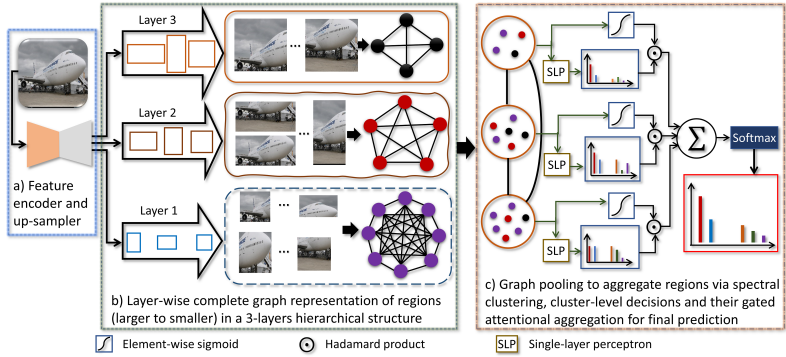 Layer 3
...
Layer 2
...
Layer 1
...
...
a) Feature
encoder and
up-sampler
b) Layer-wise complete graph representation of regions
(larger to smaller) in a 3-layers hierarchical structure
SLP
SLP
SLP
Σ
Softmax
c) Graph pooling to aggregate regions via spectral
clustering, cluster-level decisions and their gated
attentional aggregation for final prediction
Element-wise sigmoid
Hadamard product
SLP
Single-layer perceptron